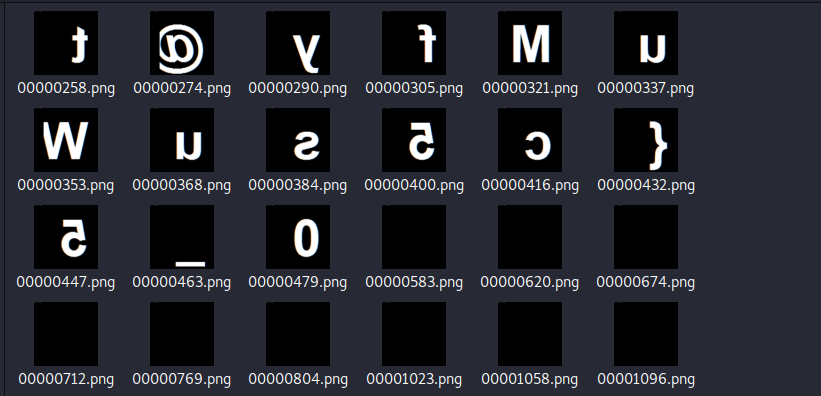 t @ y f M u
00000258.png 00000274.png 00000290.png 00000305.png 00000321.png 00000337.png
W u s 5 c {
00000353.png 00000368.png 00000384.png 00000400.png 00000416.png 00000432.png
5 _ 0
00000447.png 00000463.png 00000479.png 00000583.png 00000620.png 00000674.png
00000712.png 00000769.png 00000804.png 00001023.png 00001058.png 00001096.png